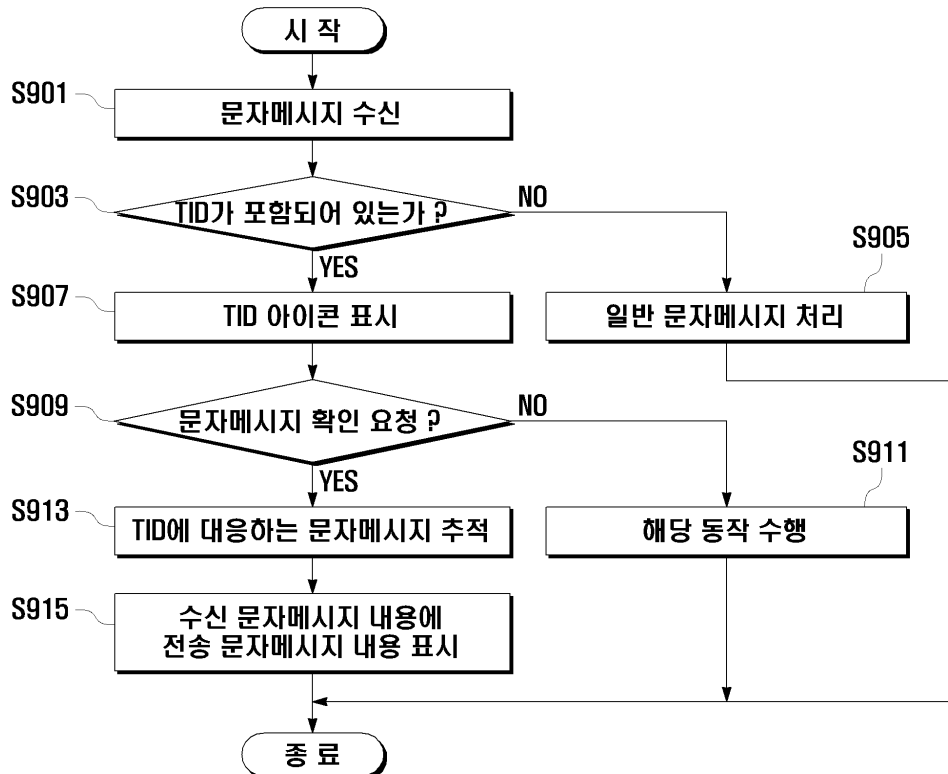 시 작
S901
문자메시지 수신
S903
TID가 포함되어 있는가 ?
NO
YES
S905
일반 문자메시지 처리
S907
TID 아이콘 표시
S909
문자메시지 확인 요청 ?
NO
YES
S911
해당 동작 수행
S913
TID에 대응하는 문자메시지 추적
S915
수신 문자메시지 내용에
전송 문자메시지 내용 표시
종 료